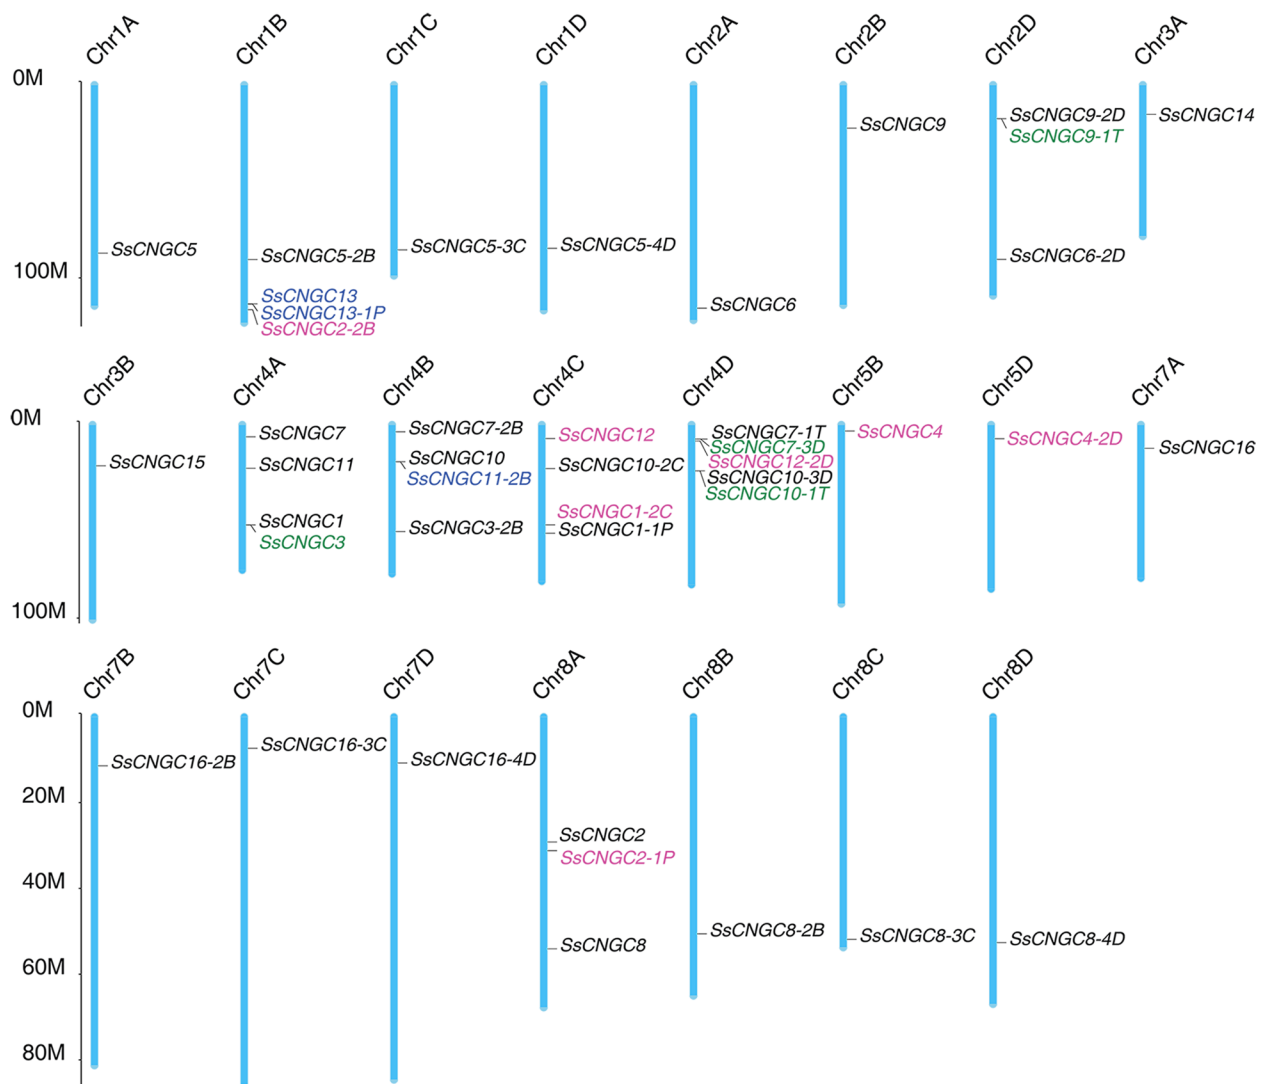 Chr1A Chr1B Chr1C Chr1D Chr2A Chr2B Chr2D Chr3A
0M
SsCNGC9-2D
SsCNGC14
SsCNGC9
SsCNGC9-1T
SsCNGC5-3C
SsCNGC5-4D
SsCNGC5
SsCNGC5-2B
SsCNGC6-2D
100M
SsCNGC13
SsCNGC6
SsCNGC13-1P
SsCNGC2-2B
Chr3B Chr4A Chr4B Chr4C Chr4D Chr5B Chr5D Chr7A
0M
SsCNGC7
SsCNGC7-2B
SsCNGC12
SsCNGC7-1T
SsCNGC4
SsCNGC4-2D
SsCNGC7-3D
SsCNGC16
SsCNGC15
SsCNGC11
SsCNGC10
SsCNGC10-2C
SsCNGC12-2D
SsCNGC11-2B
SsCNGC10-3D
SsCNGC10-1T
SsCNGC1
SsCNGC3-2B
SsCNGC1-2C
SsCNGC3
SsCNGC1-1P
100M
Chr7B Chr7C Chr7D Chr8A Chr8B Chr8C Chr8D
0M
SsCNGC16-2B
SsCNGC16-3C
SsCNGC16-4D
20M
SsCNGC2
SsCNGC2-1P
40M
SsCNGC8
SsCNGC8-2B
SsCNGC8-3C
SsCNGC8-4D
60M
80M